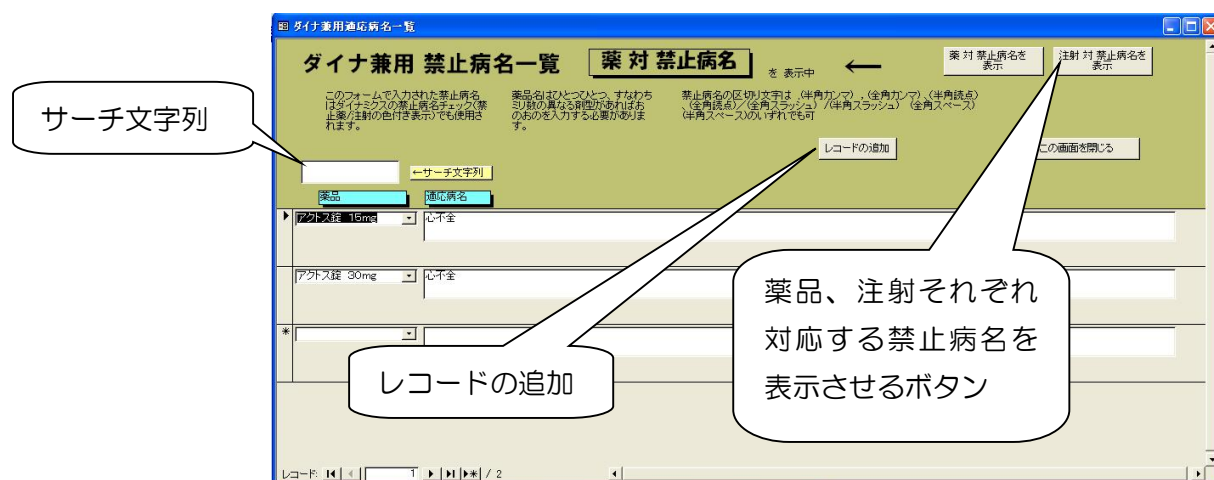 ダイナ兼用適応病名一覧
ダイナ兼用 禁止病名一覧
薬 対 禁止病名
を 表示中
←
薬 対 禁止病名を
表示
注射 対 禁止病名を
表示
このフォームで入力された禁止病名
はダイナミクスの禁止病名チェック(禁
止薬/注射の色付き表示)でも使用さ
れます。
薬品名はひとつひとつ、すなわち
ミリ数の異なる剤型があればお
のおのを入力する必要がありま
す。
禁止病名の区切り文字は ,(半角カンマ) ,(全角カンマ) 、(半角読点)
、(全角読点)/(全角スラッシュ) /(半角スラッシュ) (全角スペース)
(半角スペース)のいずれでも可
サーチ文字列
レコードの追加
この画面を閉じる
←サーチ文字列
薬品
適応病名
アクトス錠 15mg
心不全
アクトス錠 30mg
心不全
薬品、注射それぞれ
対応する禁止病名を
表示させるボタン
レコードの追加
レコード: 1 / 2